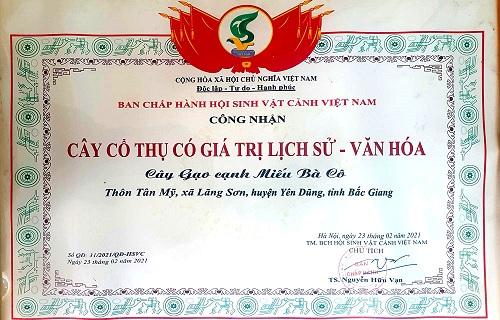 CỘNG HÒA XÃ HỘI CHỦ NGHĨA VIỆT NAM
Độc lập - Tự do - Hạnh phúc
BAN CHẤP HÀNH HỘI SINH VẬT CẢNH VIỆT NAM
CÔNG NHẬN
CÂY CỔ THỤ CÓ GIÁ TRỊ LỊCH SỬ - VĂN HÓA
Cây Gạo cạnh Miếu Bà Cô
Thôn Tân Mỹ, xã Lãng Sơn, huyện Yên Dũng, tỉnh Bắc Giang
Hà Nội, ngày 23 tháng 02 năm 2021
TM. BCH HỘI SINH VẬT CẢNH VIỆT NAM
CHỦ TỊCH
Số QĐ: 31/2021/QĐ-HSVC
Ngày 23 tháng 02 năm 2021
BAN
CHẤP HÀNH
TS. Nguyễn Hữu Vạn